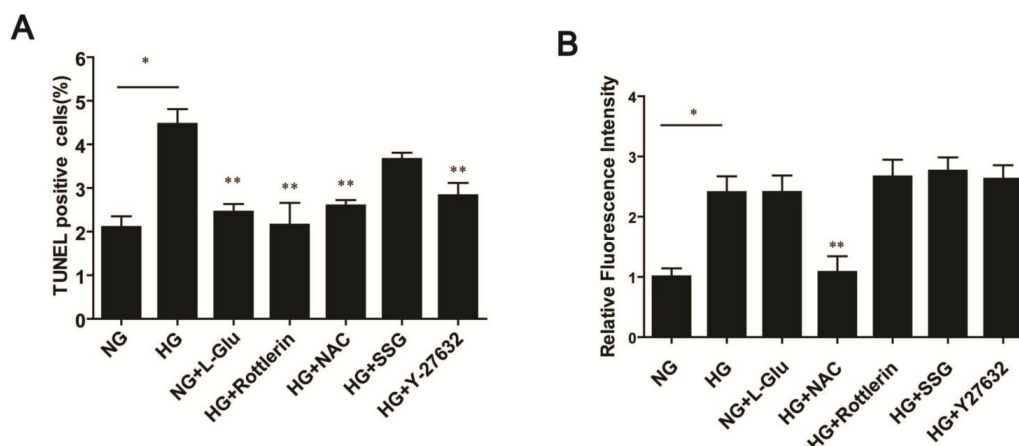 A
TUNEL positive cells(%)
6
5
4
3
2
1
0
*
**
**
**
**
NG
HG
NG+L-Glu
HG+Rottlerin
HG+NAC
HG+SSG
HG+Y-27632
B
Relative Fluorescence Intensity
4
3
2
1
0
*
**
NG
HG
NG+L-Glu
HG+NAC
HG+Rottlerin
HG+SSG
HG+Y27632